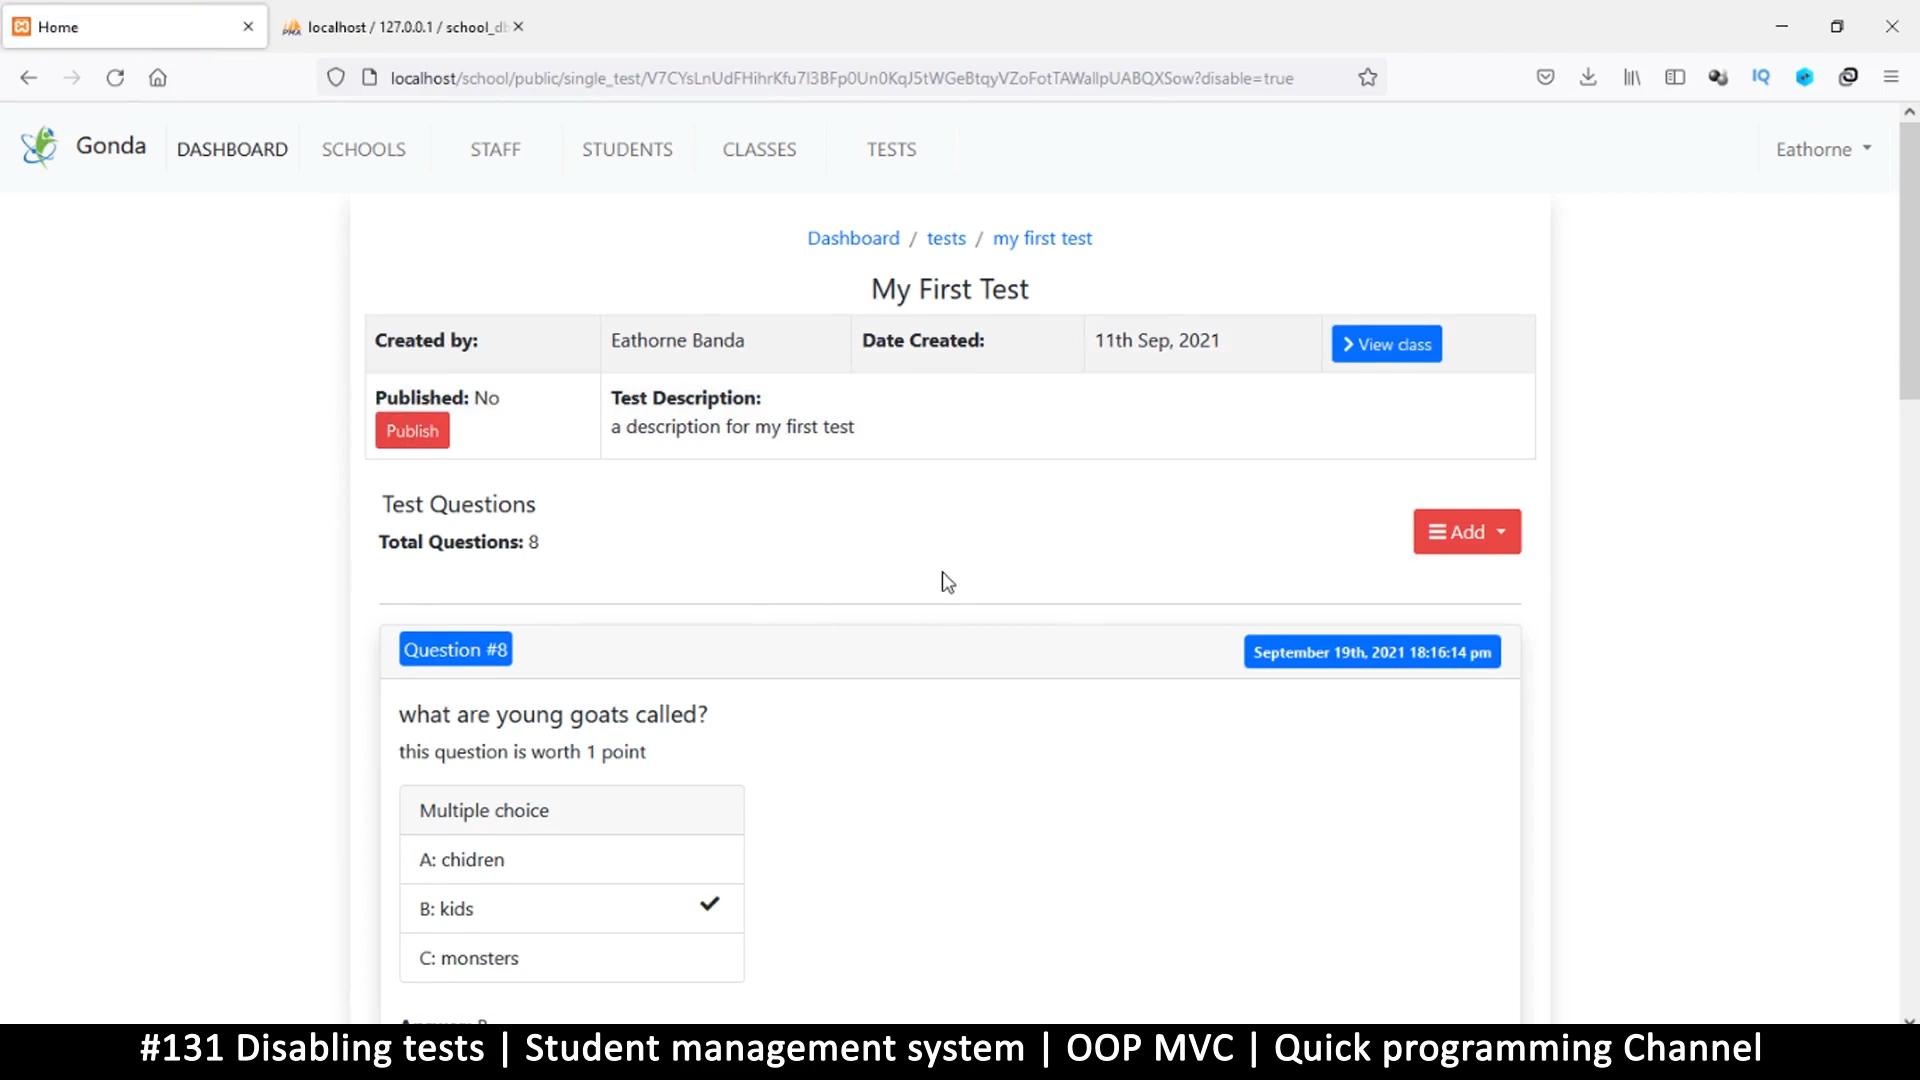 Home
localhost / 127.0.0.1 / school_db
localhost/school/public/single_test/V7CYsLnUdFHihrKfu7I3BFp0Un0KqJ5tWGeBtqyVZoFotTAWallpUABQXSow?disable=true
IQ
Gonda
DASHBOARD
SCHOOLS
STAFF
STUDENTS
CLASSES
TESTS
Eathorne
Dashboard / tests / my first test
My First Test
Created by: Eathorne Banda Date Created: 11th Sep, 2021 View class
Published: No
Publish
Test Description:
a description for my first test
Test Questions
Total Questions: 8
Add
Question #8
September 19th, 2021 18:16:14 pm
what are young goats called?
this question is worth 1 point
Multiple choice
A: chidren
B: kids
C: monsters
#131 Disabling tests | Student management system | OOP MVC | Quick programming Channel